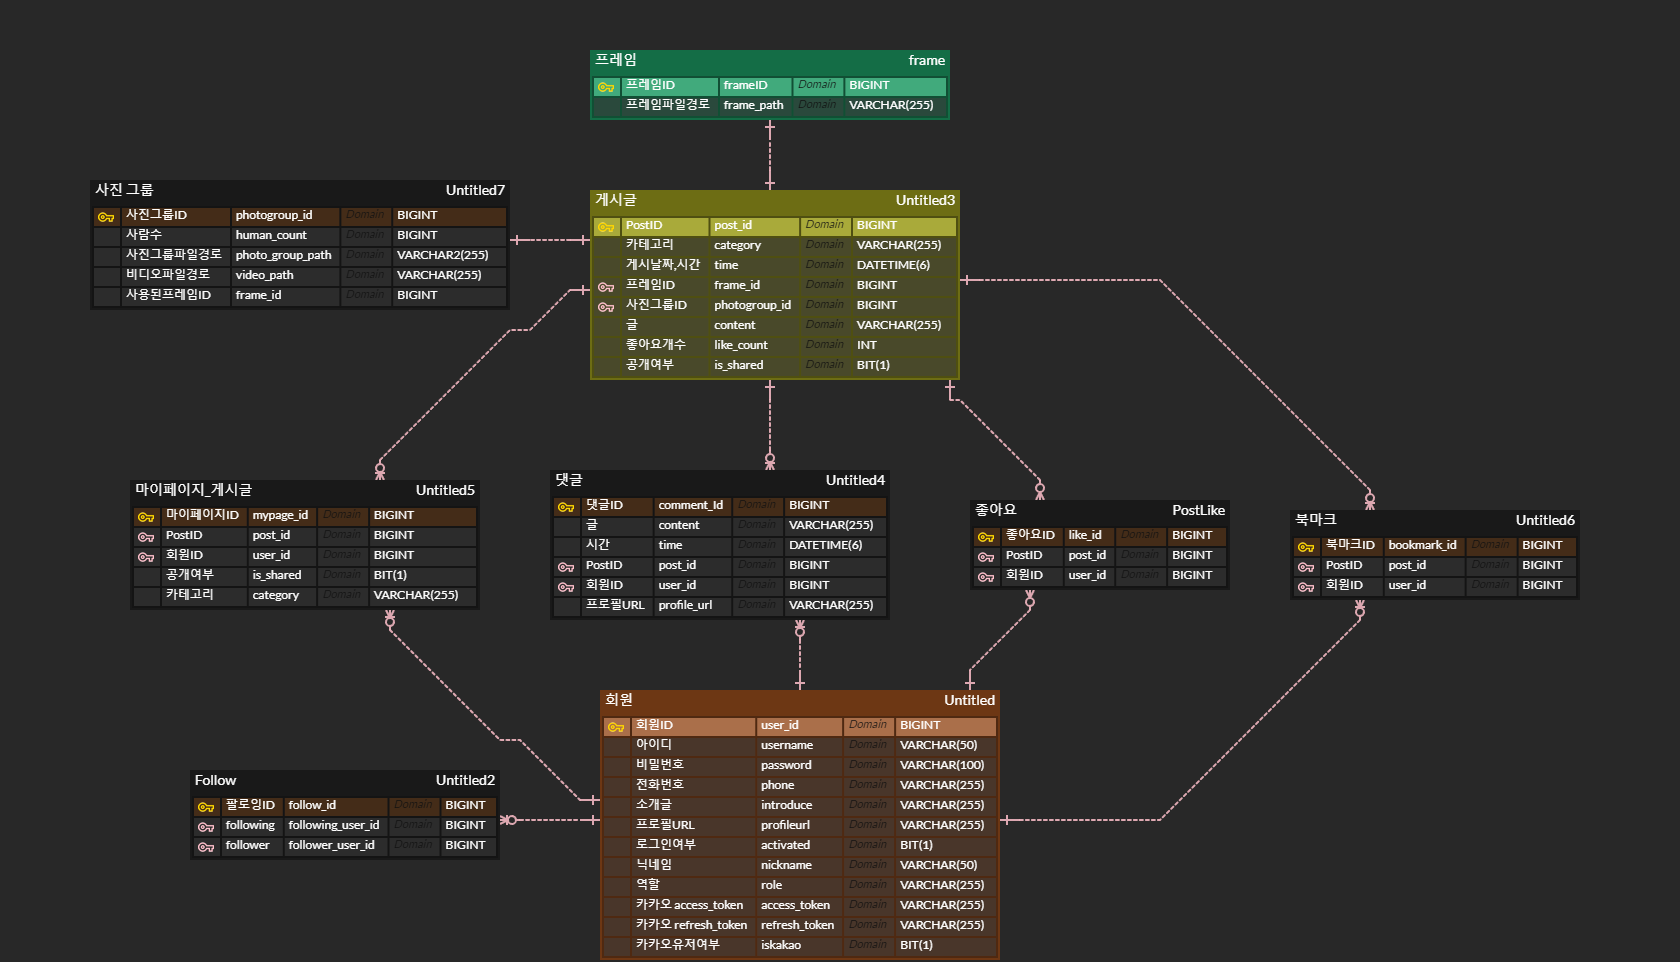 프레임 frame
프레임ID frameID Domain BIGINT
프레임파일경로 frame_path Domain VARCHAR(255)
사진 그룹 Untitled7
사진그룹ID photogroup_id Domain BIGINT
사람수 human_count Domain BIGINT
사진그룹파일경로 photo_group_path Domain VARCHAR2(255)
비디오파일경로 video_path Domain VARCHAR(255)
사용된프레임ID frame_id Domain BIGINT
게시글 Untitled3
PostID post_id Domain BIGINT
카테고리 category Domain VARCHAR(255)
게시날짜,시간 time Domain DATETIME(6)
프레임ID frame_id Domain BIGINT
사진그룹ID photogroup_id Domain BIGINT
글 content Domain VARCHAR(255)
좋아요개수 like_count Domain INT
공개여부 is_shared Domain BIT(1)
마이페이지_게시글 Untitled5
마이페이지ID mypage_id Domain BIGINT
PostID post_id Domain BIGINT
회원ID user_id Domain BIGINT
공개여부 is_shared Domain BIT(1)
카테고리 category Domain VARCHAR(255)
댓글 Untitled4
댓글ID comment_Id Domain BIGINT
글 content Domain VARCHAR(255)
시간 time Domain DATETIME(6)
PostID post_id Domain BIGINT
회원ID user_id Domain BIGINT
프로필URL profile_url Domain VARCHAR(255)
좋아요 PostLike
좋아요ID like_id Domain BIGINT
PostID post_id Domain BIGINT
회원ID user_id Domain BIGINT
북마크 Untitled6
북마크ID bookmark_id Domain BIGINT
PostID post_id Domain BIGINT
회원ID user_id Domain BIGINT
Follow Untitled2
팔로잉ID follow_id Domain BIGINT
following following_user_id Domain BIGINT
follower follower_user_id Domain BIGINT
회원 Untitled
회원ID user_id Domain BIGINT
아이디 username Domain VARCHAR(50)
비밀번호 password Domain VARCHAR(100)
전화번호 phone Domain VARCHAR(255)
소개글 introduce Domain VARCHAR(255)
프로필URL profileurl Domain VARCHAR(255)
로그인여부 activated Domain BIT(1)
닉네임 nickname Domain VARCHAR(50)
역할 role Domain VARCHAR(255)
카카오 access_token access_token Domain VARCHAR(255)
카카오 refresh_token refresh_token Domain VARCHAR(255)
카카오유저여부 iskakao Domain BIT(1)